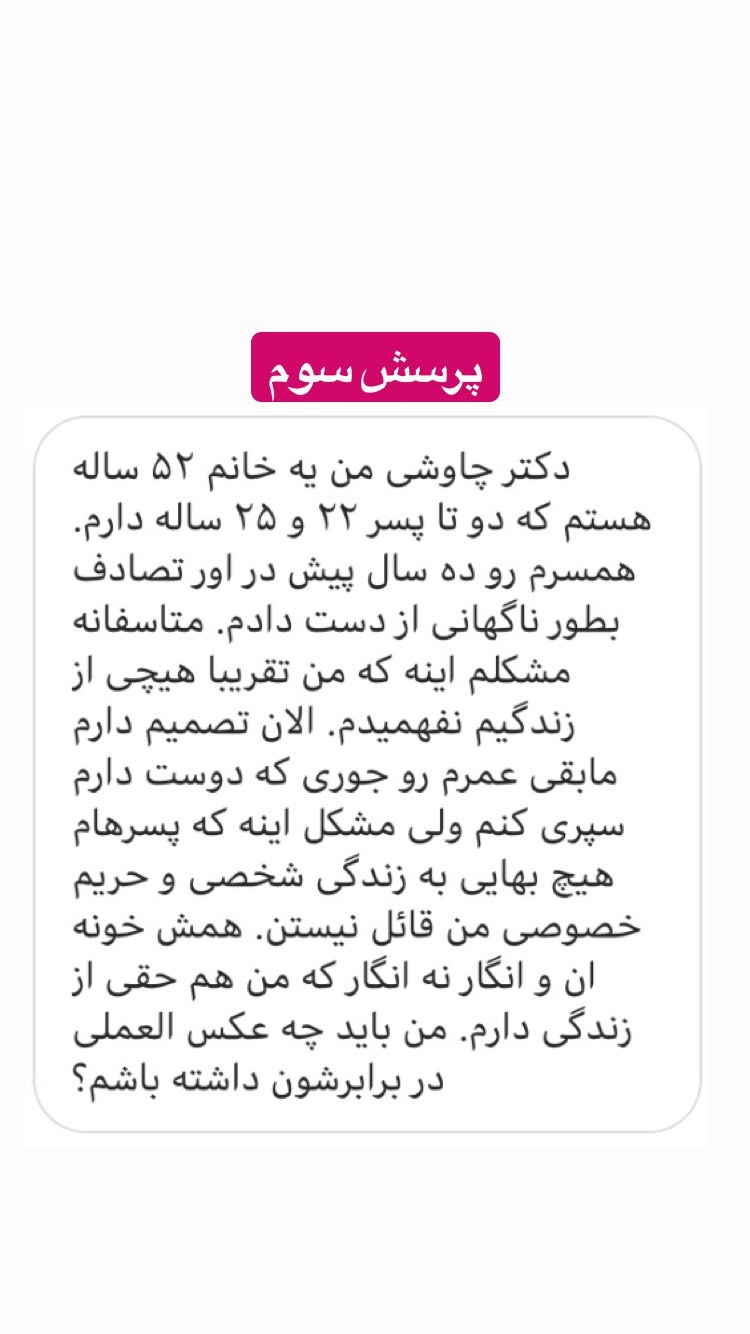 پرسش سوم
دکتر چاوشی من یه خانم ۵۲ ساله
هستم که دو تا پسر ۲۲ و ۲۵ ساله دارم.
همسرم رو ده سال پیش در اور تصادف
بطور ناگهانی از دست دادم. متاسفانه
مشکلم اینه که من تقریبا هیچی از
زندگیم نفهمیدم. الان تصمیم دارم
مابقی عمرم رو جوری که دوست دارم
سپری کنم ولی مشکل اینه که پسرهام
هیچ بهایی به زندگی شخصی و حریم
خصوصی من قائل نیستن. همش خونه
ان و انگار نه انگار که من هم حقی از
زندگی دارم. من باید چه عکس العملی
در برابرشون داشته باشم؟